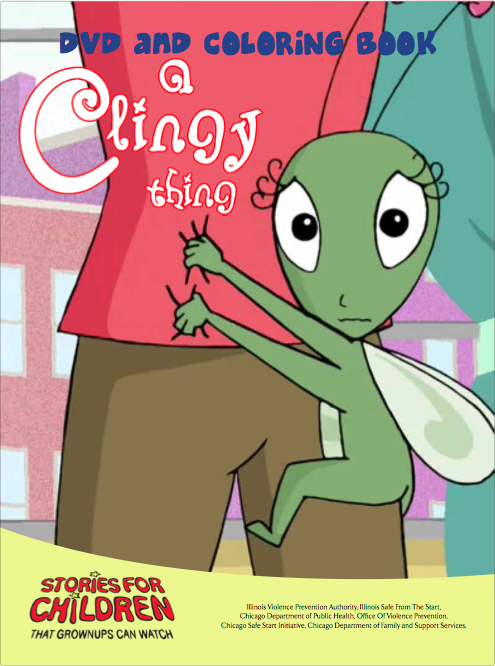 DVD AND COLORING BOOK
a
Clingy
thing
STORIES FOR
CHILDREN
THAT GROWNUPS CAN WATCH
Illinois Violence Prevention Authority, Illinois Safe From The Start,
Chicago Department of Public Health, Office Of Violence Prevention,
Chicago Safe Start Initiative, Chicago Department of Family and Support Services,